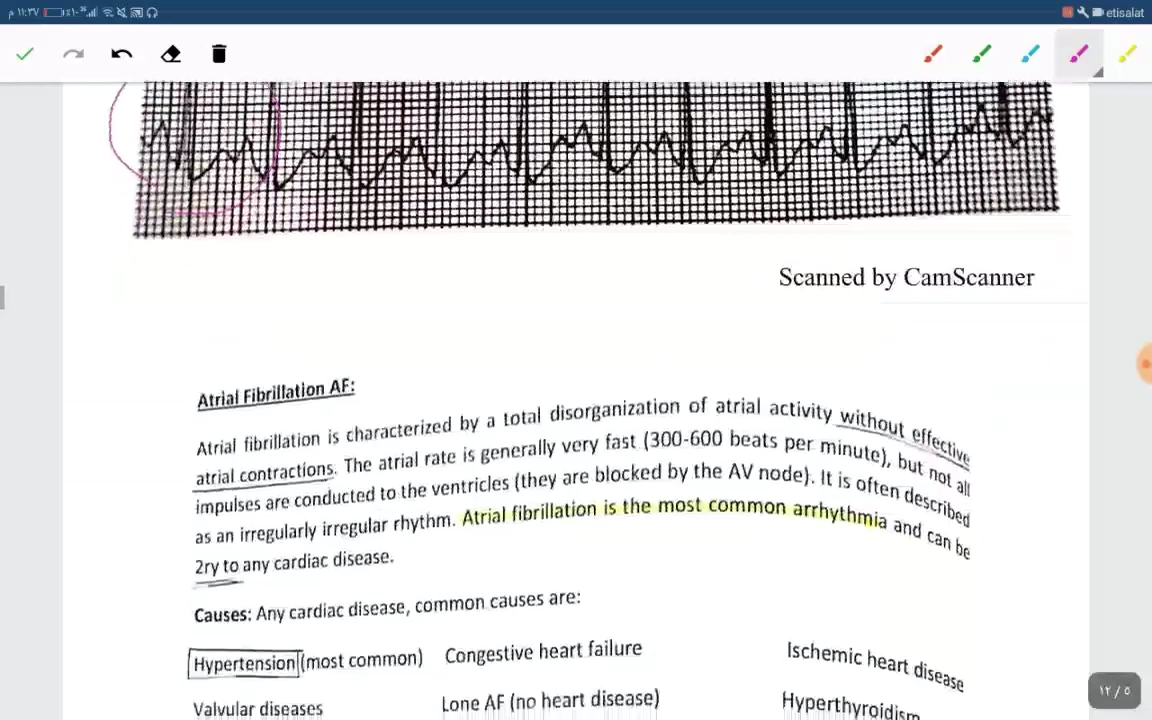 م ١١:٣٧
٪١٠
etisalat
Scanned by CamScanner
Atrial Fibrillation AF:
Atrial fibrillation is characterized by a total disorganization of atrial activity without effective
atrial contractions. The atrial rate is generally very fast (300-600 beats per minute), but not all
impulses are conducted to the ventricles (they are blocked by the AV node). It is often described
as an irregularly irregular rhythm. Atrial fibrillation is the most common arrhythmia and can be
2ry to any cardiac disease.
Causes: Any cardiac disease, common causes are:
Hypertension (most common) Congestive heart failure Ischemic heart disease
Valvular diseases Lone AF (no heart disease) Hyperthyroidism
١٢ / ٥